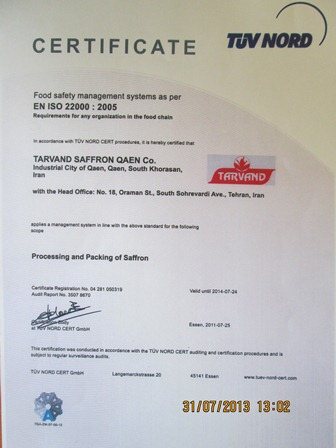 CERTIFICATE
TÜV NORD
Food safety management systems as per
EN ISO 22000 : 2005
Requirements for any organization in the food chain
In accordance with TÜV NORD CERT procedures, it is hereby certified that
TARVAND SAFFRON QAEN Co.
Industrial City of Qaen, Qaen, South Khorasan,
Iran
TARVAND
with the Head Office: No. 18, Oraman St., South Sohrevardi Ave., Tehran, Iran
applies a management system in line with the above standard for the following
scope
Processing and Packing of Saffron
Certificate Registration No. 04 281 050319
Audit Report No. 3507 8670
Valid until 2014-07-24
Certification Body
at TÜV NORD CERT GmbH
Essen, 2011-07-25
This certification was conducted in accordance with the TÜV NORD CERT auditing and certification procedures and is
subject to regular surveillance audits.
TÜV NORD CERT GmbH
Langemarckstrasse 20
45141 Essen
www.tuev-nord-cert.com
31/07/2013 13:02